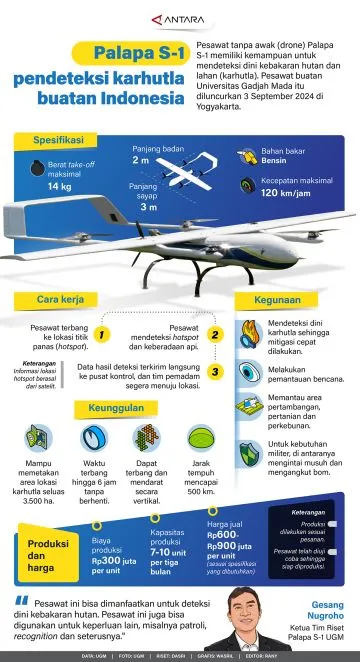 ANTARA
Palapa S-1
pendeteksi karhutla
buatan Indonesia
Pesawat tanpa awak (drone) Palapa
S-1 memiliki kemampuan untuk
mendeteksi dini kebakaran hutan dan
lahan (karhutla). Pesawat buatan
Universitas Gadjah Mada itu
diluncurkan 3 September 2024 di
Yogyakarta.
Spesifikasi
Berat take-off
maksimal
14 kg
Panjang badan
2 m
Panjang
sayap
3 m
Bahan bakar
Bensin
Kecepatan maksimal
120 km/jam
Cara kerja
Pesawat terbang
ke lokasi titik
panas (hotspot).
1
Pesawat
mendeteksi hotspot
dan keberadaan api.
2
Keterangan
Informasi lokasi
hotspot berasal
dari satelit.
Data hasil deteksi terkirim langsung
ke pusat kontrol, dan tim pemadam
segera menuju lokasi.
3
Kegunaan
Mendeteksi dini
karhutla sehingga
mitigasi cepat
dilakukan.
Melakukan
pemantauan bencana.
Memantau area
pertambangan,
pertanian dan
perkebunan.
Untuk kebutuhan
militer, di antaranya
mengintai musuh dan
mengangkut bom.
Keunggulan
Mampu
memetakan
area lokasi
karhutla seluas
3.500 ha.
Waktu
terbang
hingga 6 jam
tanpa
berhenti.
Dapat
terbang dan
mendarat
secara
vertikal.
Jarak
tempuh
mencapai
500 km.
Produksi
dan
harga
Biaya
produksi
Rp300 juta
per unit
Kapasitas
produksi
7-10 unit
per tiga
bulan
Harga jual
Rp600-
Rp900 juta
per unit
(sesuai spesifikasi
yang dibutuhkan)
Keterangan
Produksi
dilakukan sesuai
pesanan.
Pesawat telah diuji
coba sehingga
siap diproduksi.
“ Pesawat ini bisa dimanfaatkan untuk deteksi
dini kebakaran hutan. Pesawat ini juga bisa
digunakan untuk keperluan lain, misalnya patroli,
recognition dan seterusnya.”
Gesang
Nugroho
Ketua Tim Riset
Palapa S-1 UGM
DATA: UGM | FOTO: UGM | RISET: DASRI | GRAFIS: WASRIL | EDITOR: RANY